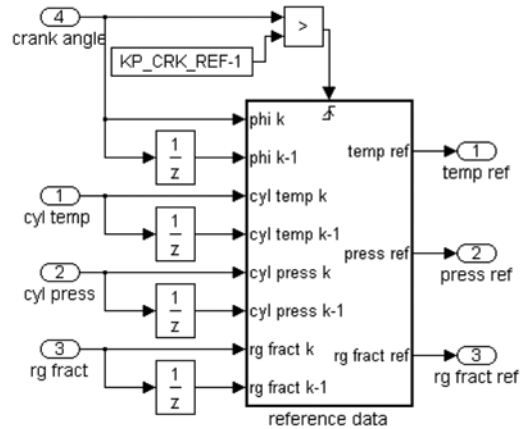 4
crank angle
>
KP_CRK_REF-1
phi k
1
z
phi k-1
temp ref
1
temp ref
1
cyl temp
cyl temp k
1
z
cyl temp k-1
press ref
2
press ref
2
cyl press
cyl press k
1
z
cyl press k-1
3
rg fract
rg fract k
1
z
rg fract k-1
rg fract ref
3
rg fract ref
reference data